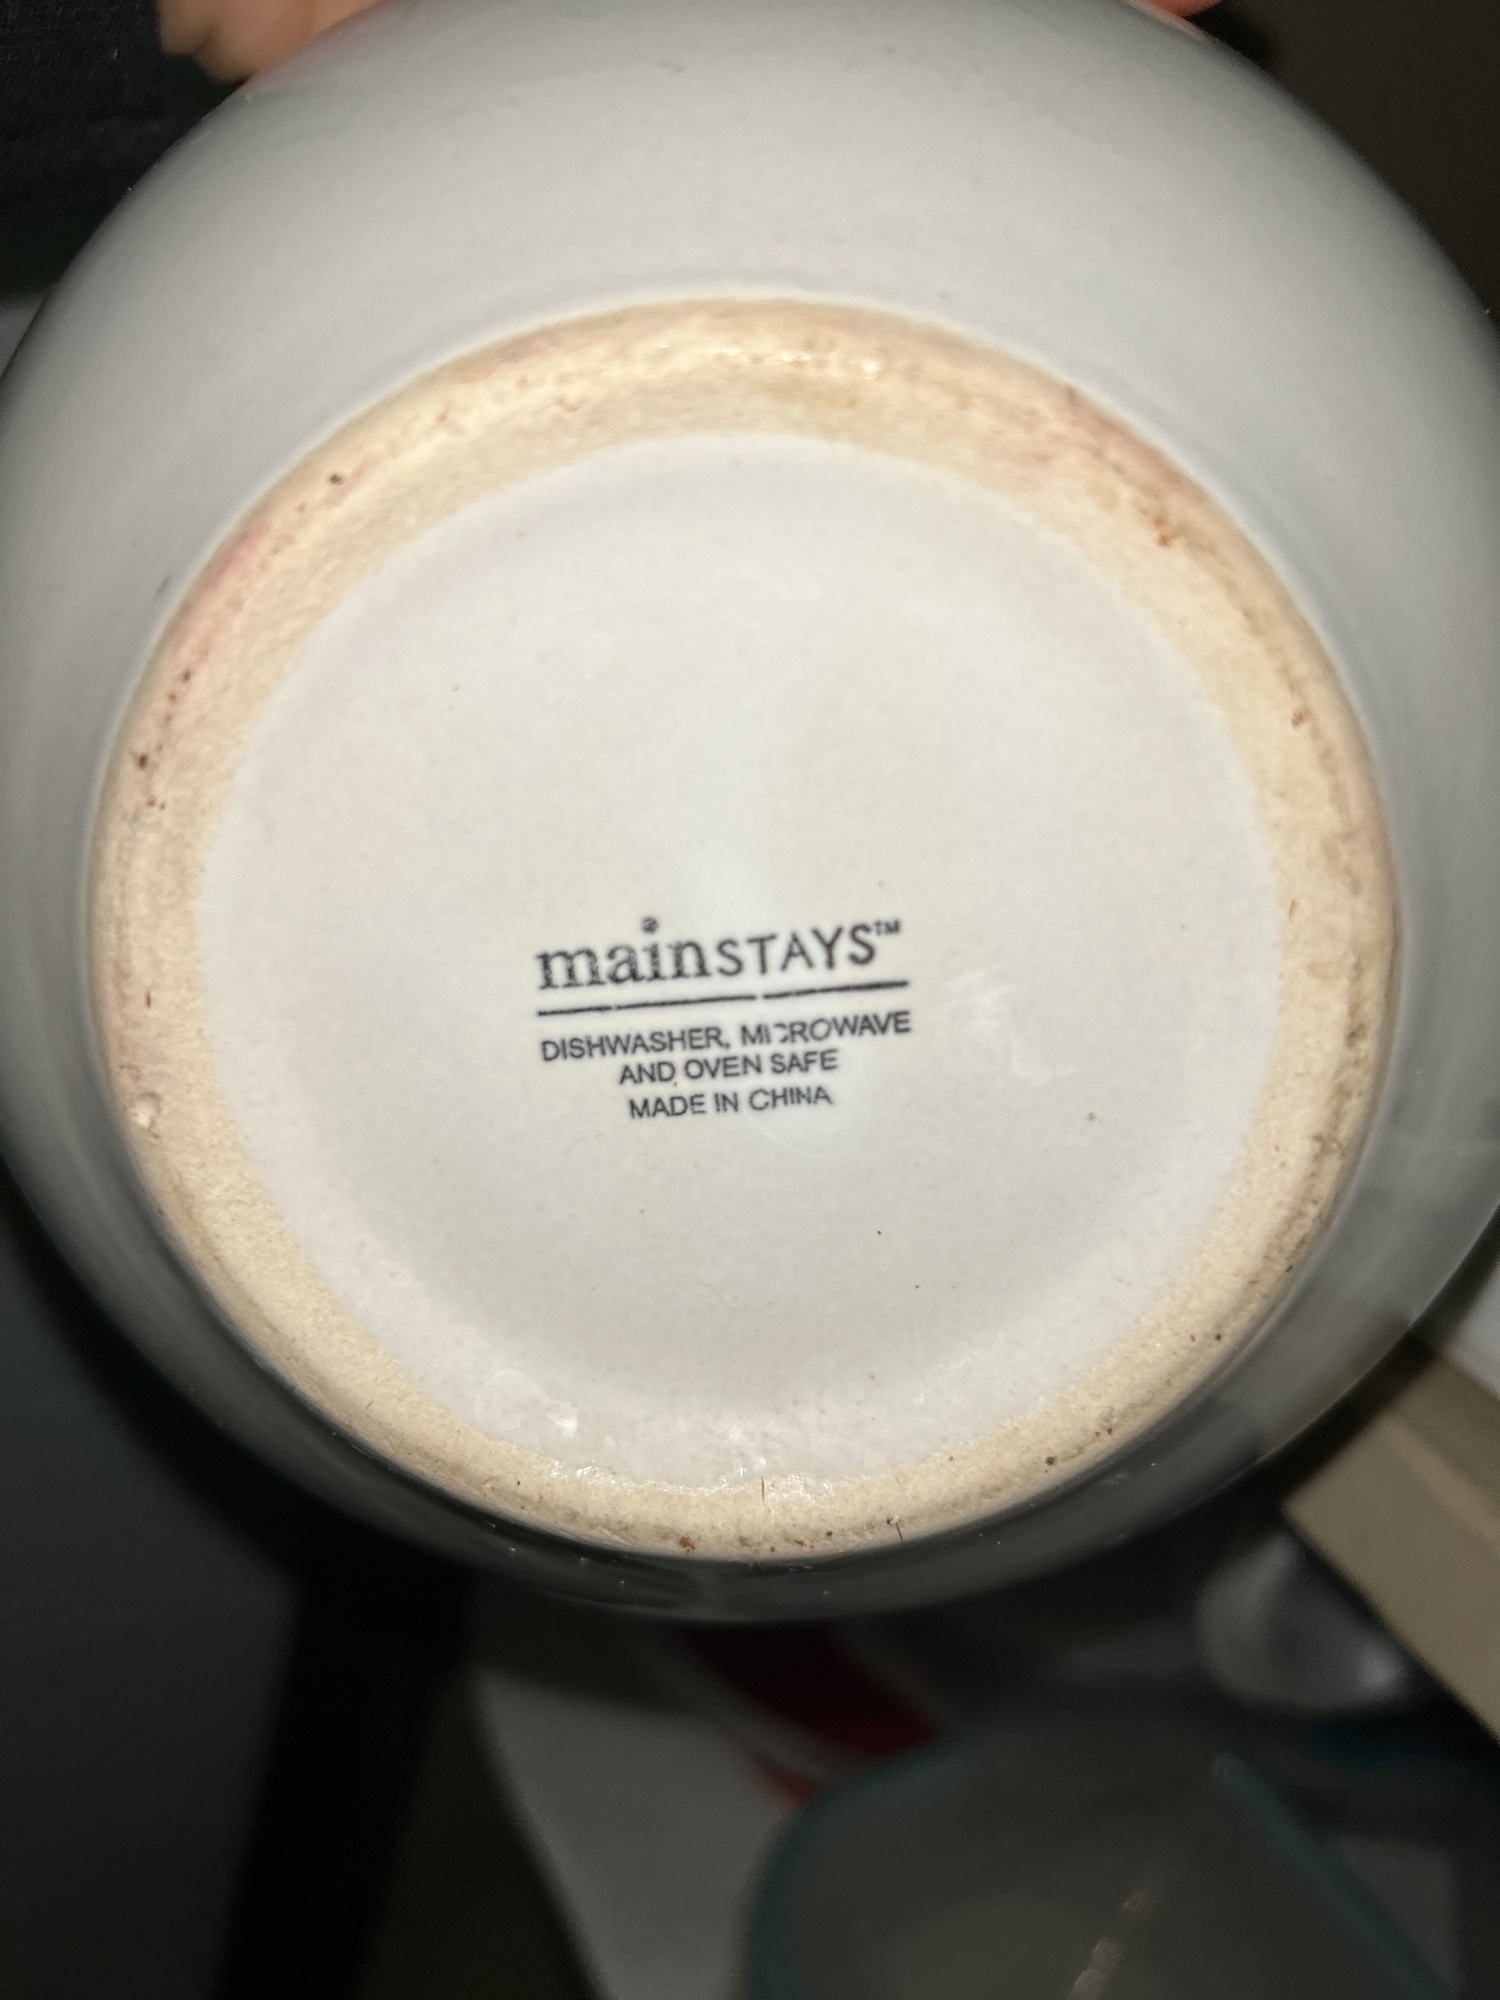 mainSTAYS™
DISHWASHER, MICROWAVE
AND OVEN SAFE
MADE IN CHINA